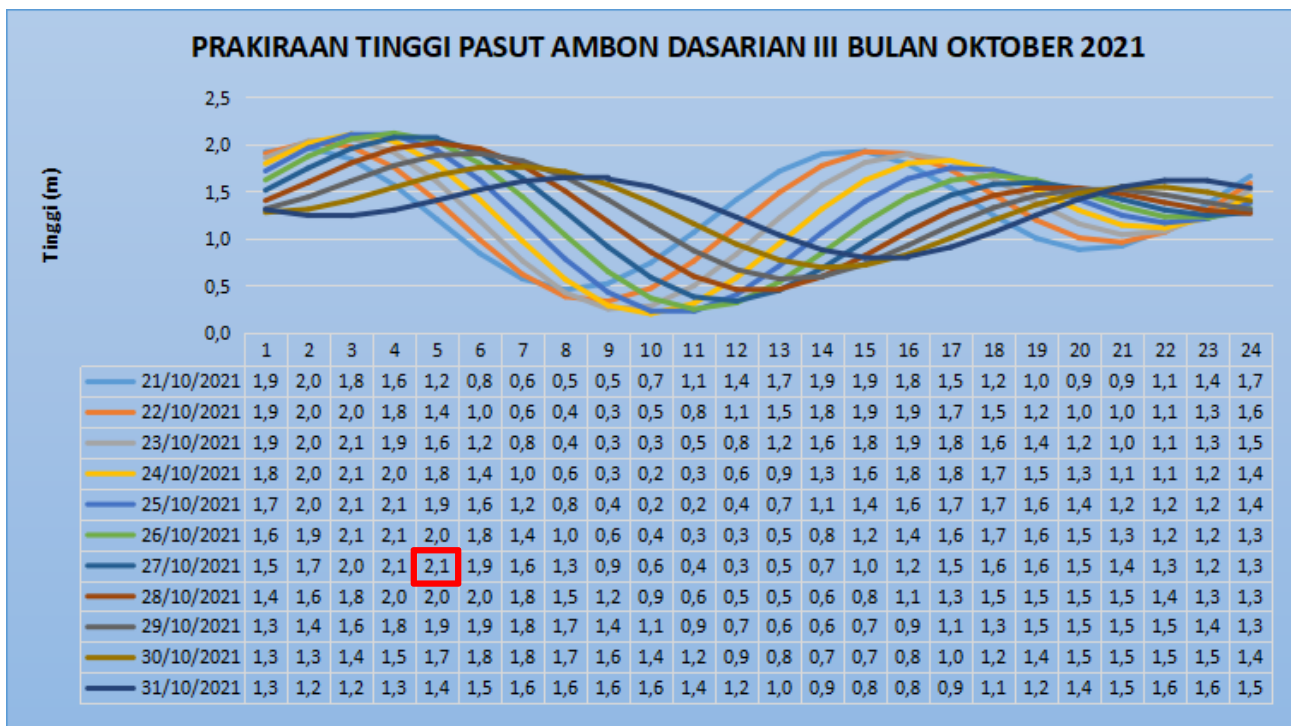 PRAKIRAAN TINGGI PASUT AMBON DASARIAN III BULAN OKTOBER 2021
Tinggi (m)
2,5
2,0
1,5
1,0
0,5
0,0
1 2 3 4 5 6 7 8 9 10 11 12 13 14 15 16 17 18 19 20 21 22 23 24
21/10/2021 1,9 2,0 1,8 1,6 1,2 0,8 0,6 0,5 0,5 0,7 1,1 1,4 1,7 1,9 1,9 1,8 1,5 1,2 1,0 0,9 0,9 1,1 1,4 1,7
22/10/2021 1,9 2,0 2,0 1,8 1,4 1,0 0,6 0,4 0,3 0,5 0,8 1,1 1,5 1,8 1,9 1,9 1,7 1,5 1,2 1,0 1,0 1,1 1,3 1,6
23/10/2021 1,9 2,0 2,1 1,9 1,6 1,2 0,8 0,4 0,3 0,3 0,5 0,8 1,2 1,6 1,8 1,9 1,8 1,6 1,4 1,2 1,0 1,1 1,3 1,5
24/10/2021 1,8 2,0 2,1 2,0 1,8 1,4 1,0 0,6 0,3 0,2 0,3 0,6 0,9 1,3 1,6 1,8 1,8 1,7 1,5 1,3 1,1 1,1 1,2 1,4
25/10/2021 1,7 2,0 2,1 2,1 1,9 1,6 1,2 0,8 0,4 0,2 0,2 0,4 0,7 1,1 1,4 1,6 1,7 1,7 1,6 1,4 1,2 1,2 1,2 1,4
26/10/2021 1,6 1,9 2,1 2,1 2,0 1,8 1,4 1,0 0,6 0,4 0,3 0,3 0,5 0,8 1,2 1,4 1,6 1,7 1,6 1,5 1,3 1,2 1,2 1,3
27/10/2021 1,5 1,7 2,0 2,1 2,1 1,9 1,6 1,3 0,9 0,6 0,4 0,3 0,5 0,7 1,0 1,2 1,5 1,6 1,6 1,5 1,4 1,3 1,2 1,3
28/10/2021 1,4 1,6 1,8 2,0 2,0 2,0 1,8 1,5 1,2 0,9 0,6 0,5 0,5 0,6 0,8 1,1 1,3 1,5 1,5 1,5 1,5 1,4 1,3 1,3
29/10/2021 1,3 1,4 1,6 1,8 1,9 1,9 1,8 1,7 1,4 1,1 0,9 0,7 0,6 0,6 0,7 0,9 1,1 1,3 1,5 1,5 1,5 1,5 1,4 1,3
30/10/2021 1,3 1,3 1,4 1,5 1,7 1,8 1,8 1,7 1,6 1,4 1,2 0,9 0,8 0,7 0,7 0,8 1,0 1,2 1,4 1,5 1,5 1,5 1,5 1,4
31/10/2021 1,3 1,2 1,2 1,3 1,4 1,5 1,6 1,6 1,6 1,6 1,4 1,2 1,0 0,9 0,8 0,8 0,9 1,1 1,2 1,4 1,5 1,6 1,6 1,5